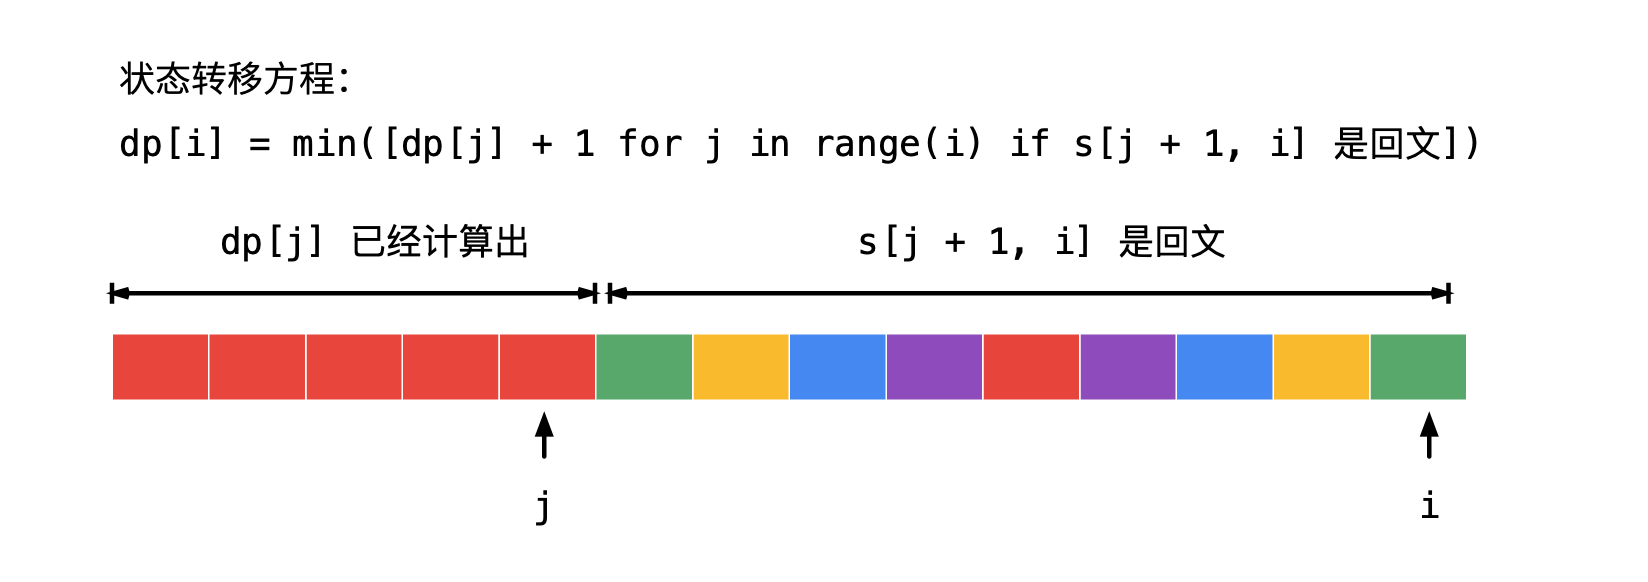 状态转移方程：
dp[i] = min([dp[j] + 1 for j in range(i) if s[j + 1, i] 是回文])
dp[j] 已经计算出
s[j + 1, i] 是回文
j
i